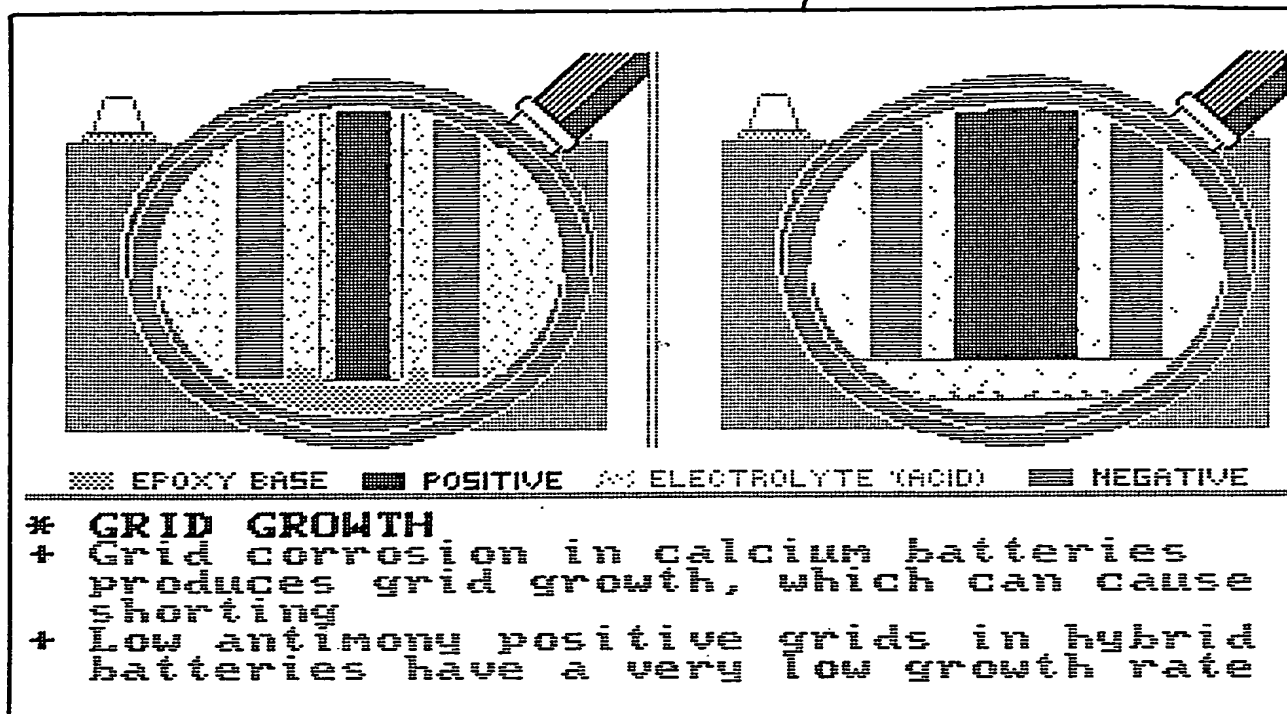 EPOXY BASE POSITIVE ELECTROLYTE (ACID) NEGATIVE
* GRID GROWTH
+ Grid corrosion in calcium batteries
produces grid growth, which can cause
shorting
+ Low antimony positive grids in hybrid
batteries have a very low growth rate